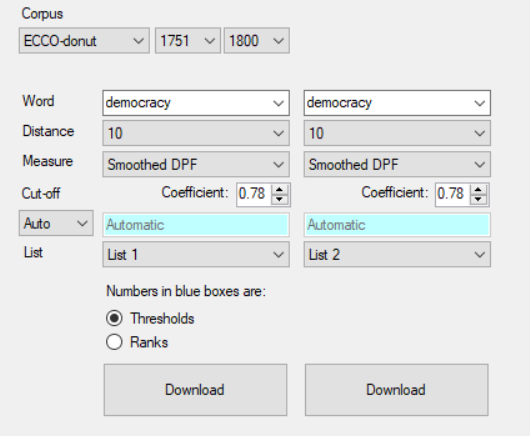 Corpus
ECCO-donut 1751 1800
Word democracy democracy
Distance 10 10
Measure Smoothed DPF Smoothed DPF
Cut-off Coefficient: 0.78 Coefficient: 0.78
Auto Automatic Automatic
List List 1 List 2
Numbers in blue boxes are:
Thresholds
Ranks
Download Download